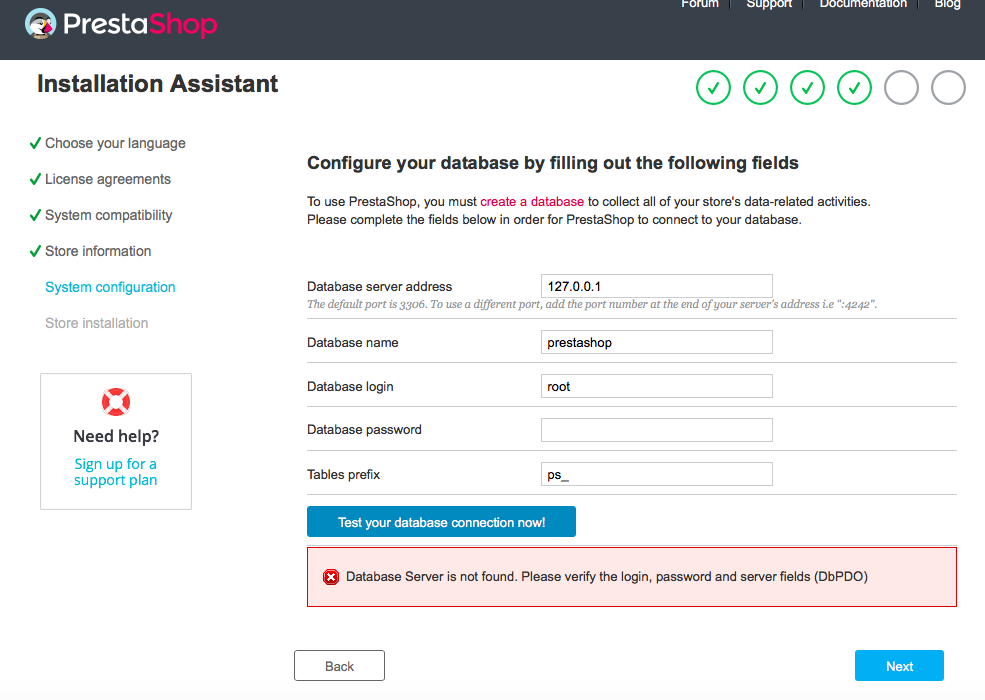 Forum Support Documentation Blog
PrestaShop
Installation Assistant
Choose your language
License agreements
System compatibility
Store information
System configuration
Store installation
Need help?
Sign up for a
support plan
Configure your database by filling out the following fields
To use PrestaShop, you must create a database to collect all of your store's data-related activities.
Please complete the fields below in order for PrestaShop to connect to your database.
Database server address 127.0.0.1
The default port is 3306. To use a different port, add the port number at the end of your server's address i.e ":4242".
Database name prestashop
Database login root
Database password
Tables prefix ps_
Test your database connection now!
Database Server is not found. Please verify the login, password and server fields (DbPDO)
Back Next